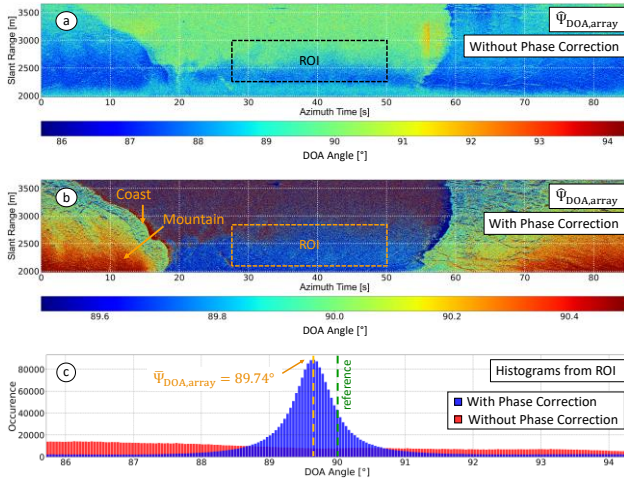 a
Ψ̂DOA,array
Without Phase Correction
ROI
Slant Range [m]
3500
3000
2500
2000
0 10 20 30 40 50 60 70 80
Azimuth Time [s]
86 87 88 89 90 91 92 93 94
DOA Angle [°]
b
Ψ̂DOA,array
With Phase Correction
Coast
Mountain
ROI
Slant Range [m]
3500
3000
2500
2000
0 10 20 30 40 50 60 70 80
Azimuth Time [s]
89.6 89.8 90.0 90.2 90.4
DOA Angle [°]
c
Histograms from ROI
Ψ̅DOA,array = 89.74°
reference
With Phase Correction
Without Phase Correction
Occurence
80000
60000
40000
20000
0
86 87 88 89 90 91 92 93 94
DOA Angle [°]